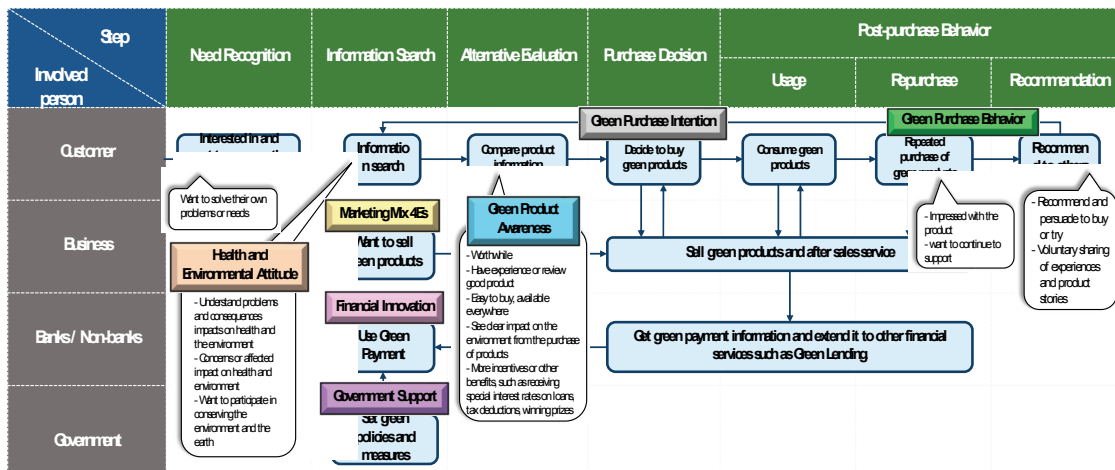 Step
Involved
person
Need Recognition
Information Search
Alternative Evaluation
Purchase Decision
Post-purchase Behavior
Usage
Repurchase
Recommendation
Customer
Interested in and
Informatio
n search
Compare product
information
Green Purchase Intention
Decide to buy
green products
Consume green
products
Green Purchase Behavior
Repeated
purchase of
Recommen
Want to solve their own
problems or needs
- Impressed with the
product
- want to continue to
support
- Recommend and
persuade to buy
or try
- Voluntary sharing
of experiences
and product
stories
Business
Marketing Mix 4Es
Want to sell
green products
Green Product
Awareness
- Worthwhile
- Have experience or review
good product
- Easy to buy, available
everywhere
- See clear impact on the
environment from the purchase
of products
- More incentives or other
benefits, such as receiving
special interest rates on loans,
tax deductions, winning prizes
Sell green products and after sales service
Health and
Environmental Attitude
- Understand problems
and consequences
impacts on health and
the environment
- Concerns or affected
impact on health and
environment
- Want to participate in
conserving the
environment and the
earth
Banks / Non-banks
Financial Innovation
Use Green
Payment
Get green payment information and extend it to other financial
services such as Green Lending
Government
Government Support
Set green
policies and
measures